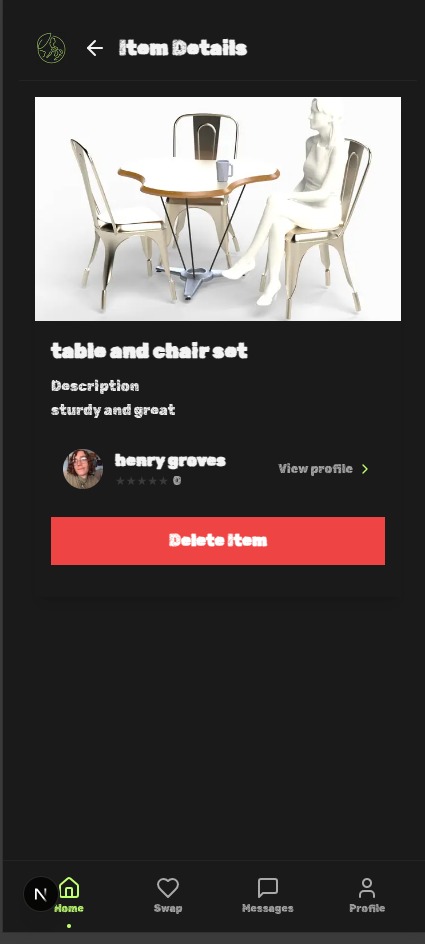 Item Details
table and chair set
Description
sturdy and great
henry groves
★★★★★ 0
View profile
Delete Item
N
Home
Swap
Messages
Profile